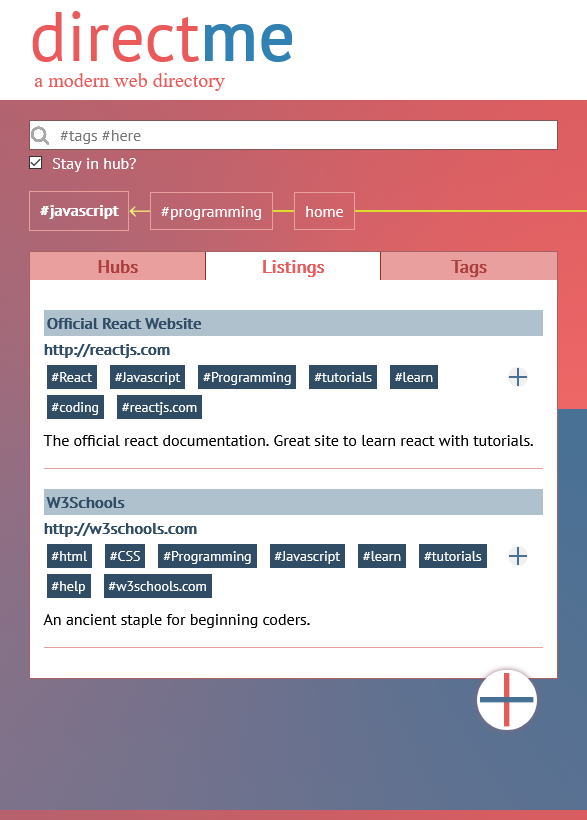 directme
a modern web directory
#tags #here
Stay in hub?
#javascript #programming home
Hubs Listings Tags
Official React Website
http://reactjs.com
#React #Javascript #Programming #tutorials #learn
#coding #reactjs.com
The official react documentation. Great site to learn react with tutorials.
W3Schools
http://w3schools.com
#html #CSS #Programming #Javascript #learn #tutorials
#help #w3schools.com
An ancient staple for beginning coders.